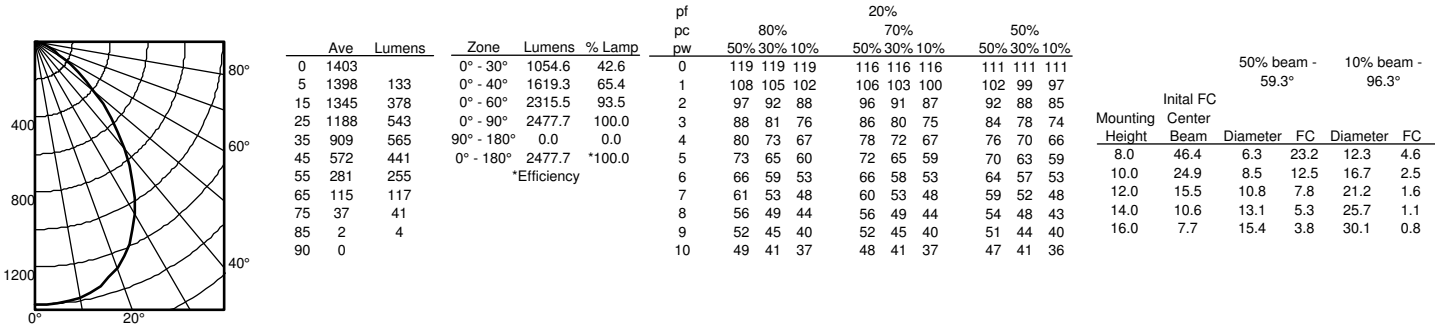 80°
400
60°
800
1200
40°
0°
20°
Ave Lumens
0 1403
5 1398 133
15 1345 378
25 1188 543
35 909 565
45 572 441
55 281 255
65 115 117
75 37 41
85 2 4
90 0
Zone Lumens % Lamp
0° - 30° 1054.6 42.6
0° - 40° 1619.3 65.4
0° - 60° 2315.5 93.5
0° - 90° 2477.7 100.0
90° - 180° 0.0 0.0
0° - 180° 2477.7 *100.0
*Efficiency
pf 20%
pc 80% 70% 50%
pw 50% 30% 10% 50% 30% 10% 50% 30% 10%
0 119 119 119 116 116 116 111 111 111
1 108 105 102 106 103 100 102 99 97
2 97 92 88 96 91 87 92 88 85
3 88 81 76 86 80 75 84 78 74
4 80 73 67 78 72 67 76 70 66
5 73 65 60 72 65 59 70 63 59
6 66 59 53 66 58 53 64 57 53
7 61 53 48 60 53 48 59 52 48
8 56 49 44 56 49 44 54 48 43
9 52 45 40 52 45 40 51 44 40
10 49 41 37 48 41 37 47 41 36
50% beam - 10% beam -
59.3° 96.3°
Inital FC
Mounting Center
Height Beam Diameter FC Diameter FC
8.0 46.4 6.3 23.2 12.3 4.6
10.0 24.9 8.5 12.5 16.7 2.5
12.0 15.5 10.8 7.8 21.2 1.6
14.0 10.6 13.1 5.3 25.7 1.1
16.0 7.7 15.4 3.8 30.1 0.8